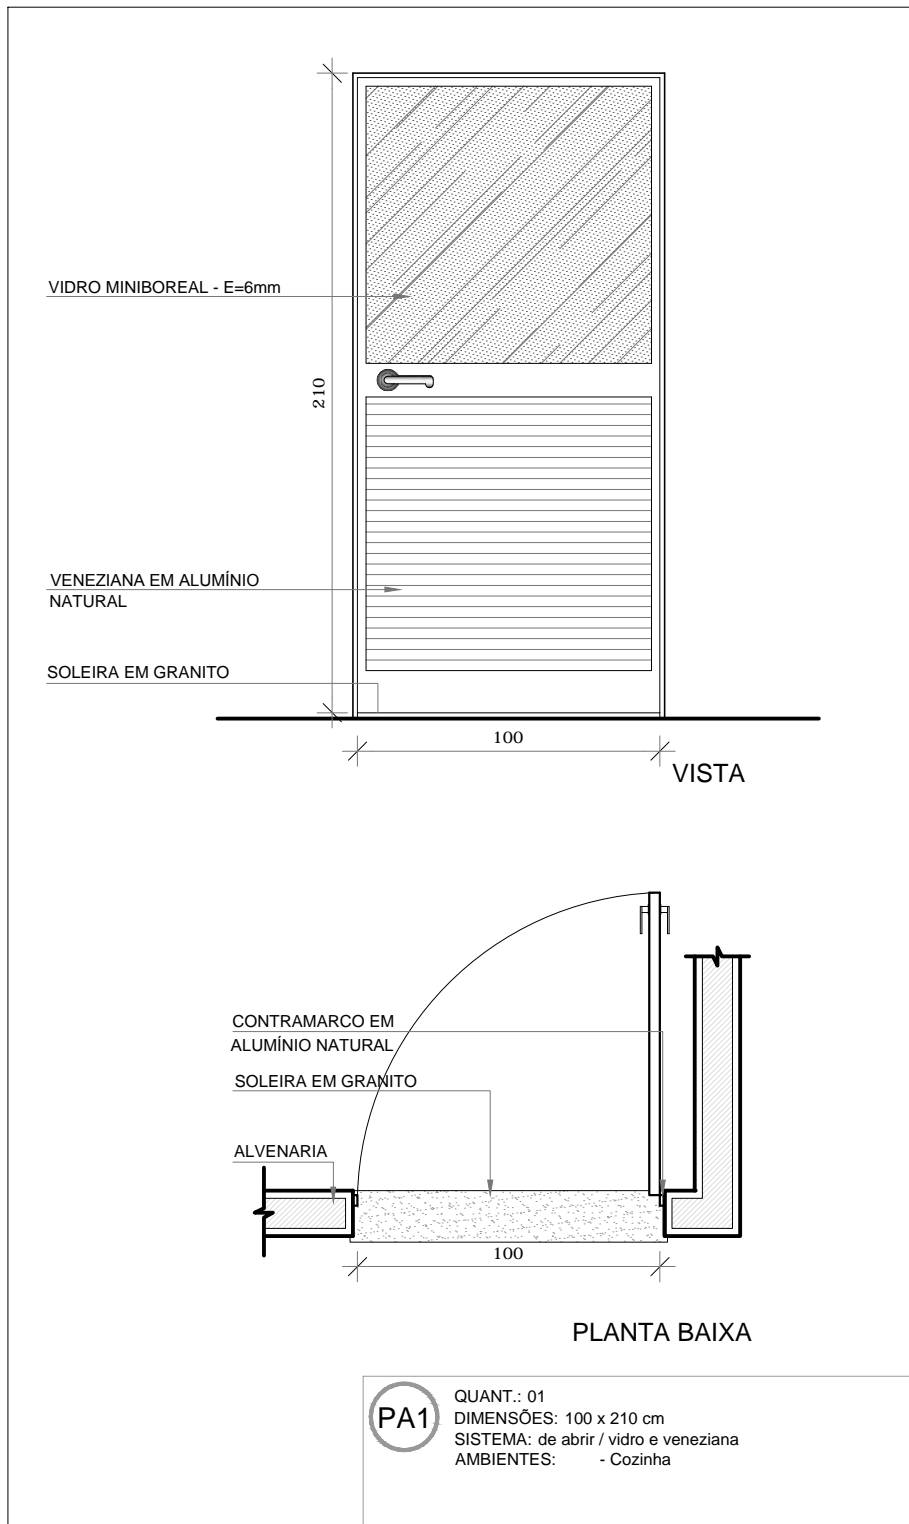 VIDRO MINIBOREAL - E=6mm
210
VENEZIANA EM ALUMÍNIO
NATURAL
SOLEIRA EM GRANITO
100
VISTA
CONTRAMARCO EM
ALUMÍNIO NATURAL
SOLEIRA EM GRANITO
ALVENARIA
100
PLANTA BAIXA
PA1
QUANT.: 01
DIMENSÕES: 100 x 210 cm
SISTEMA: de abrir / vidro e veneziana
AMBIENTES: - Cozinha